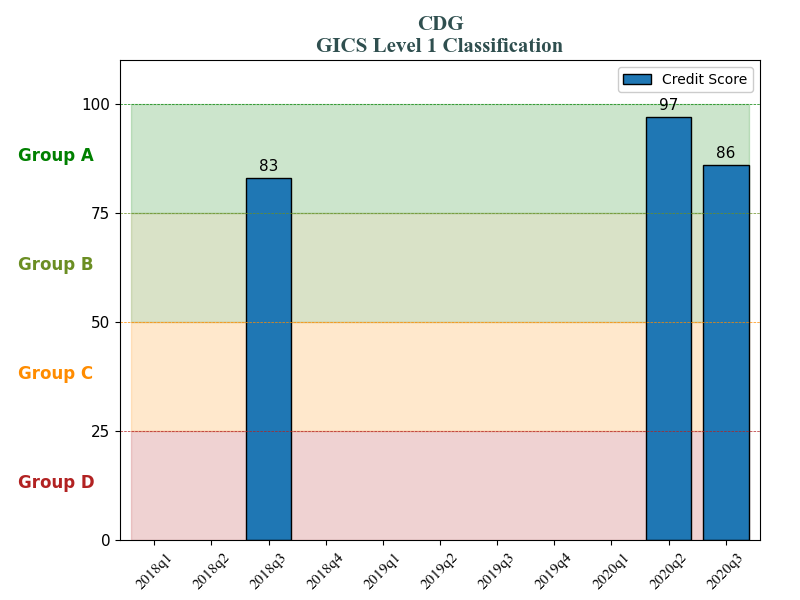 CDG
GICS Level 1 Classification
Credit Score
100
97
Group A
86
83
75
Group B
50
Group C
25
Group D
0
2018q1
2018q2
2018q3
2018q4
2019q1
2019q2
2019q3
2019q4
2020q1
2020q2
2020q3